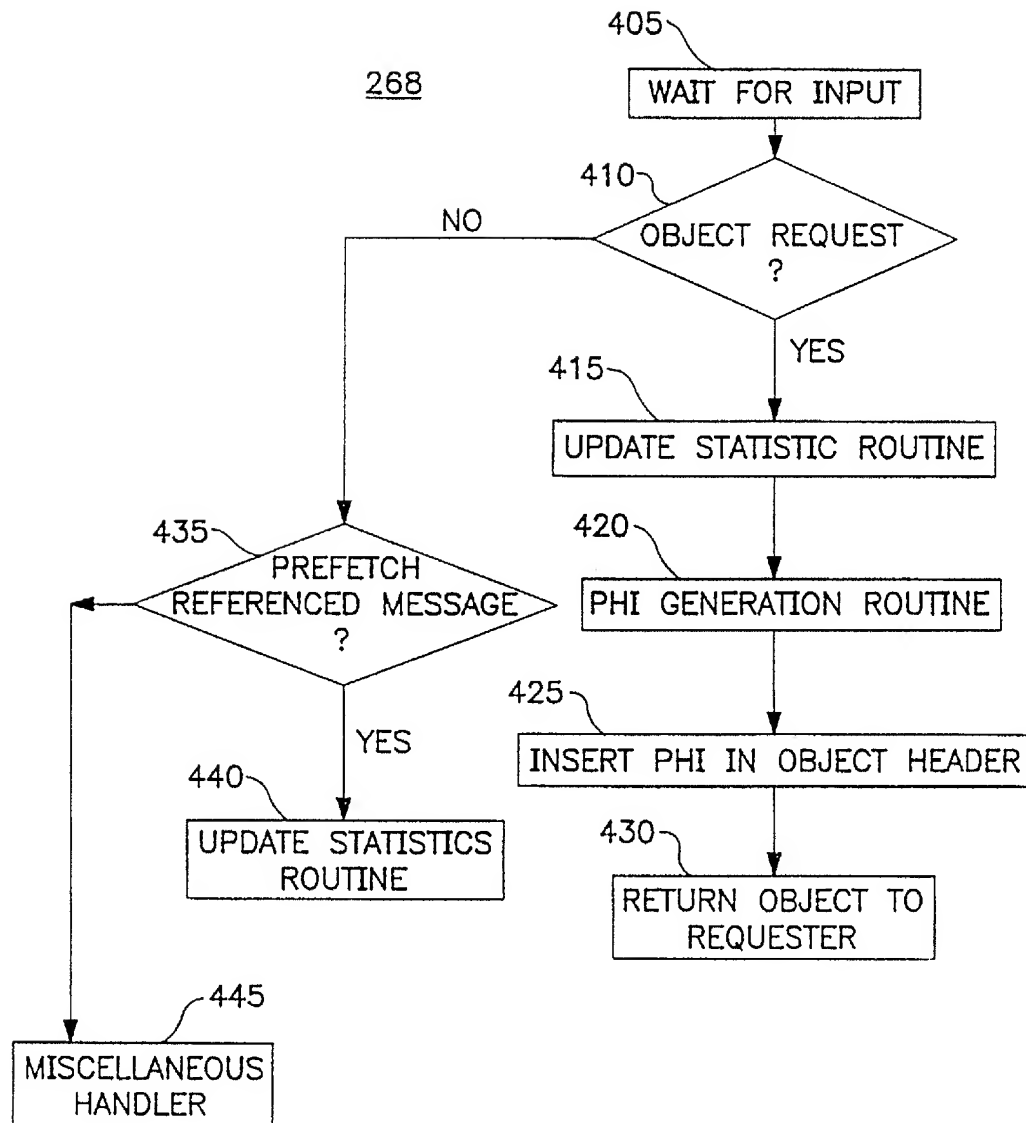 405
268
WAIT FOR INPUT
410
NO
OBJECT REQUEST
?
YES
415
UPDATE STATISTIC ROUTINE
435
PREFETCH
REFERENCED MESSAGE
?
420
PHI GENERATION ROUTINE
425
YES
INSERT PHI IN OBJECT HEADER
440
UPDATE STATISTICS
ROUTINE
430
RETURN OBJECT TO
REQUESTER
445
MISCELLANEOUS
HANDLER